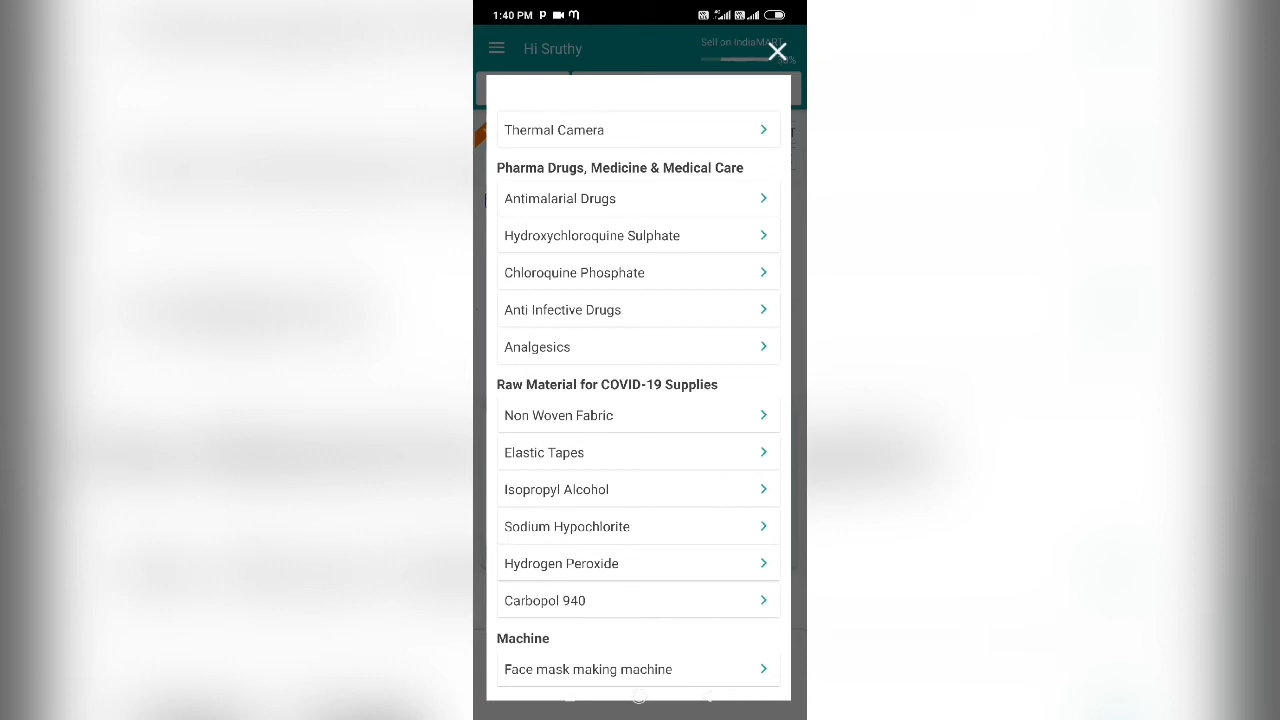 1:40 PM
Hi Sruthy
Sell on IndiaMART
Thermal Camera
Pharma Drugs, Medicine & Medical Care
Antimalarial Drugs
Hydroxychloroquine Sulphate
Chloroquine Phosphate
Anti Infective Drugs
Analgesics
Raw Material for COVID-19 Supplies
Non Woven Fabric
Elastic Tapes
Isopropyl Alcohol
Sodium Hypochlorite
Hydrogen Peroxide
Carbopol 940
Machine
Face mask making machine